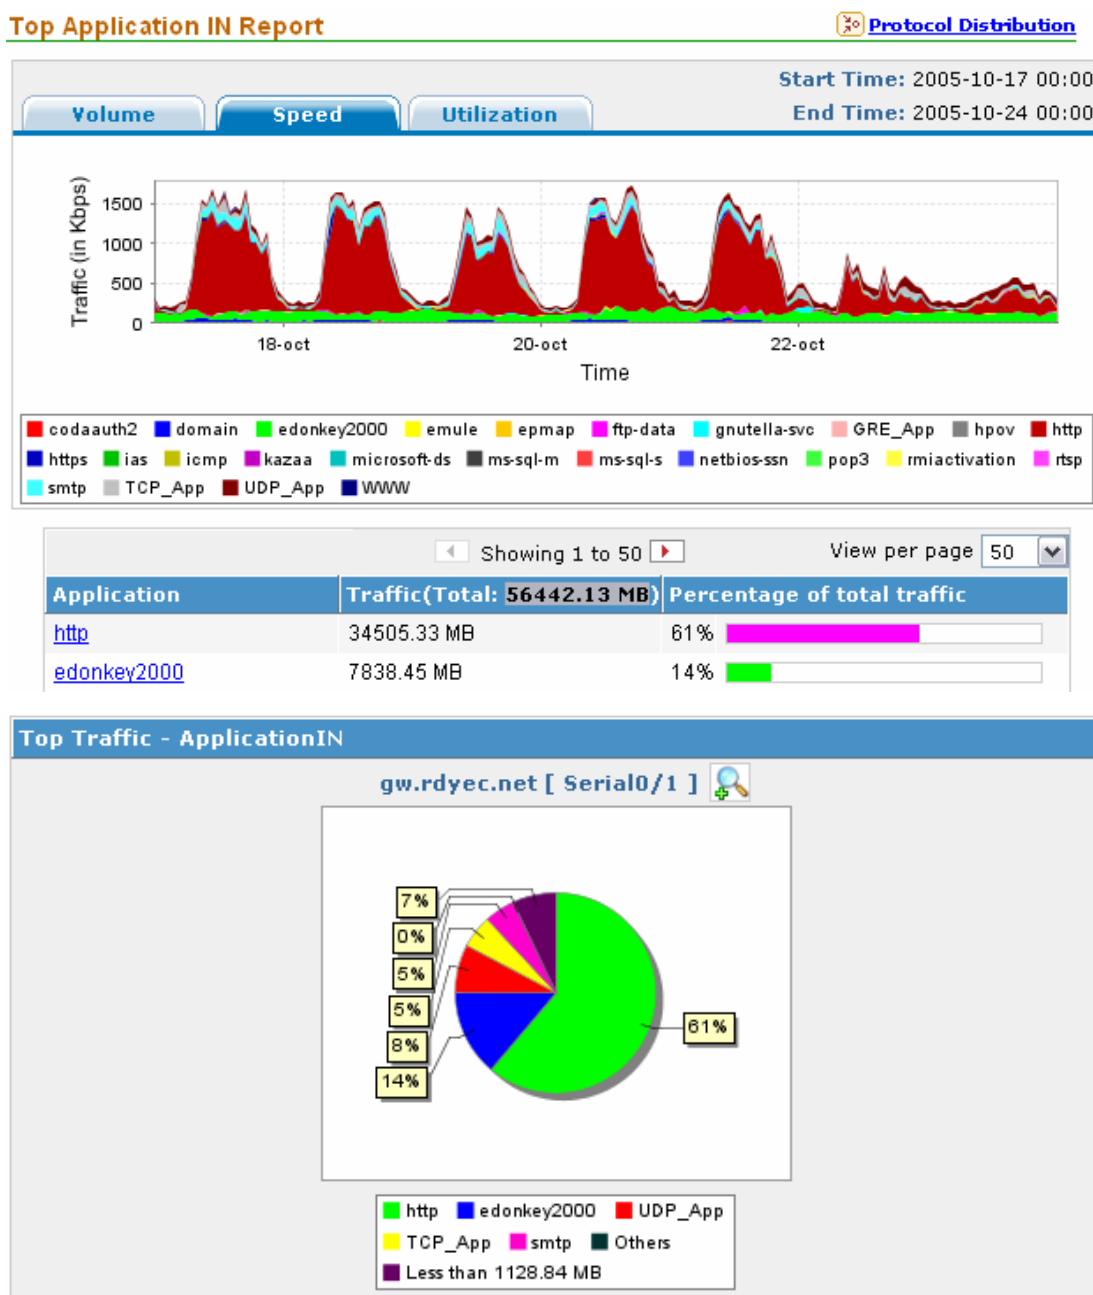 Top Application IN Report
Protocol Distribution
Start Time: 2005-10-17 00:00
End Time: 2005-10-24 00:00
Volume Speed Utilization
Traffic (in Kbps)
1500
1000
500
0
18-oct 20-oct 22-oct
Time
codaauth2 domain edonkey2000 emule epmap ftp-data gnutella-svc GRE_App hpov http
https ias icmp kazaa microsoft-ds ms-sql-m ms-sql-s netbios-ssn pop3 rmiactivation rtsp
smtp TCP_App UDP_App WWW
Showing 1 to 50 View per page 50
Application Traffic(Total: 56442.13 MB) Percentage of total traffic
http 34505.33 MB 61%
edonkey2000 7838.45 MB 14%
Top Traffic - ApplicationIN
gw.rdyec.net [ Serial0/1 ]
7%
0%
5%
5%
8%
14%
61%
http edonkey2000 UDP_App
TCP_App smtp Others
Less than 1128.84 MB